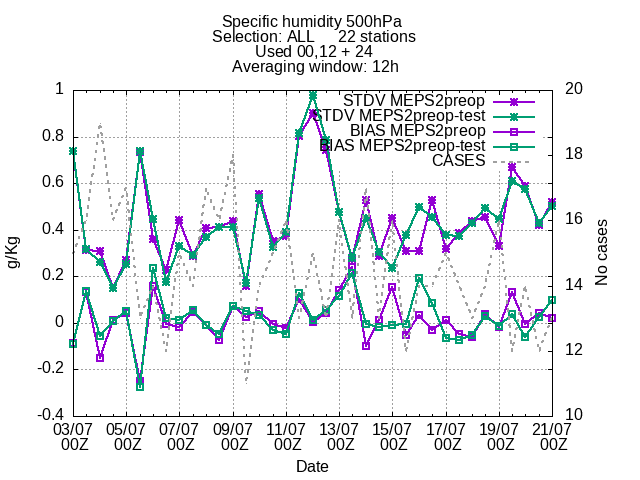 Specific humidity 500hPa
Selection: ALL 22 stations
Used 00,12 + 24
Averaging window: 12h
STDV MEPS2preop
STDV MEPS2preop-test
BIAS MEPS2preop
BIAS MEPS2preop-test
CASES
1
0.8
0.6
0.4
0.2
0
-0.2
-0.4
g/Kg
20
18
16
14
12
10
No cases
03/07 05/07 07/07 09/07 11/07 13/07 15/07 17/07 19/07 21/07
00Z 00Z 00Z 00Z 00Z 00Z 00Z 00Z 00Z 00Z
Date